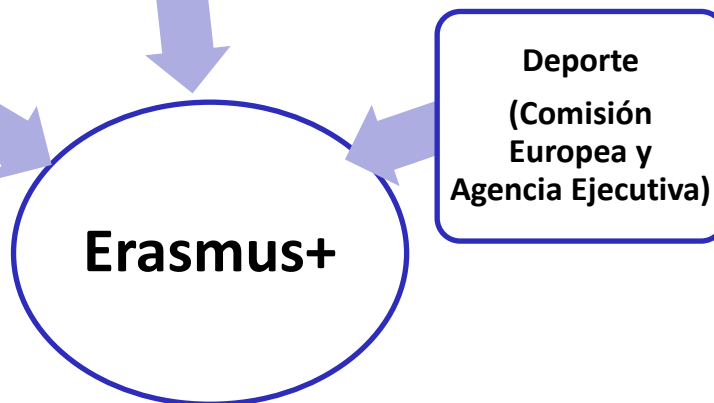 Deporte
(Comisión
Europea y
Agencia Ejecutiva)
Erasmus+